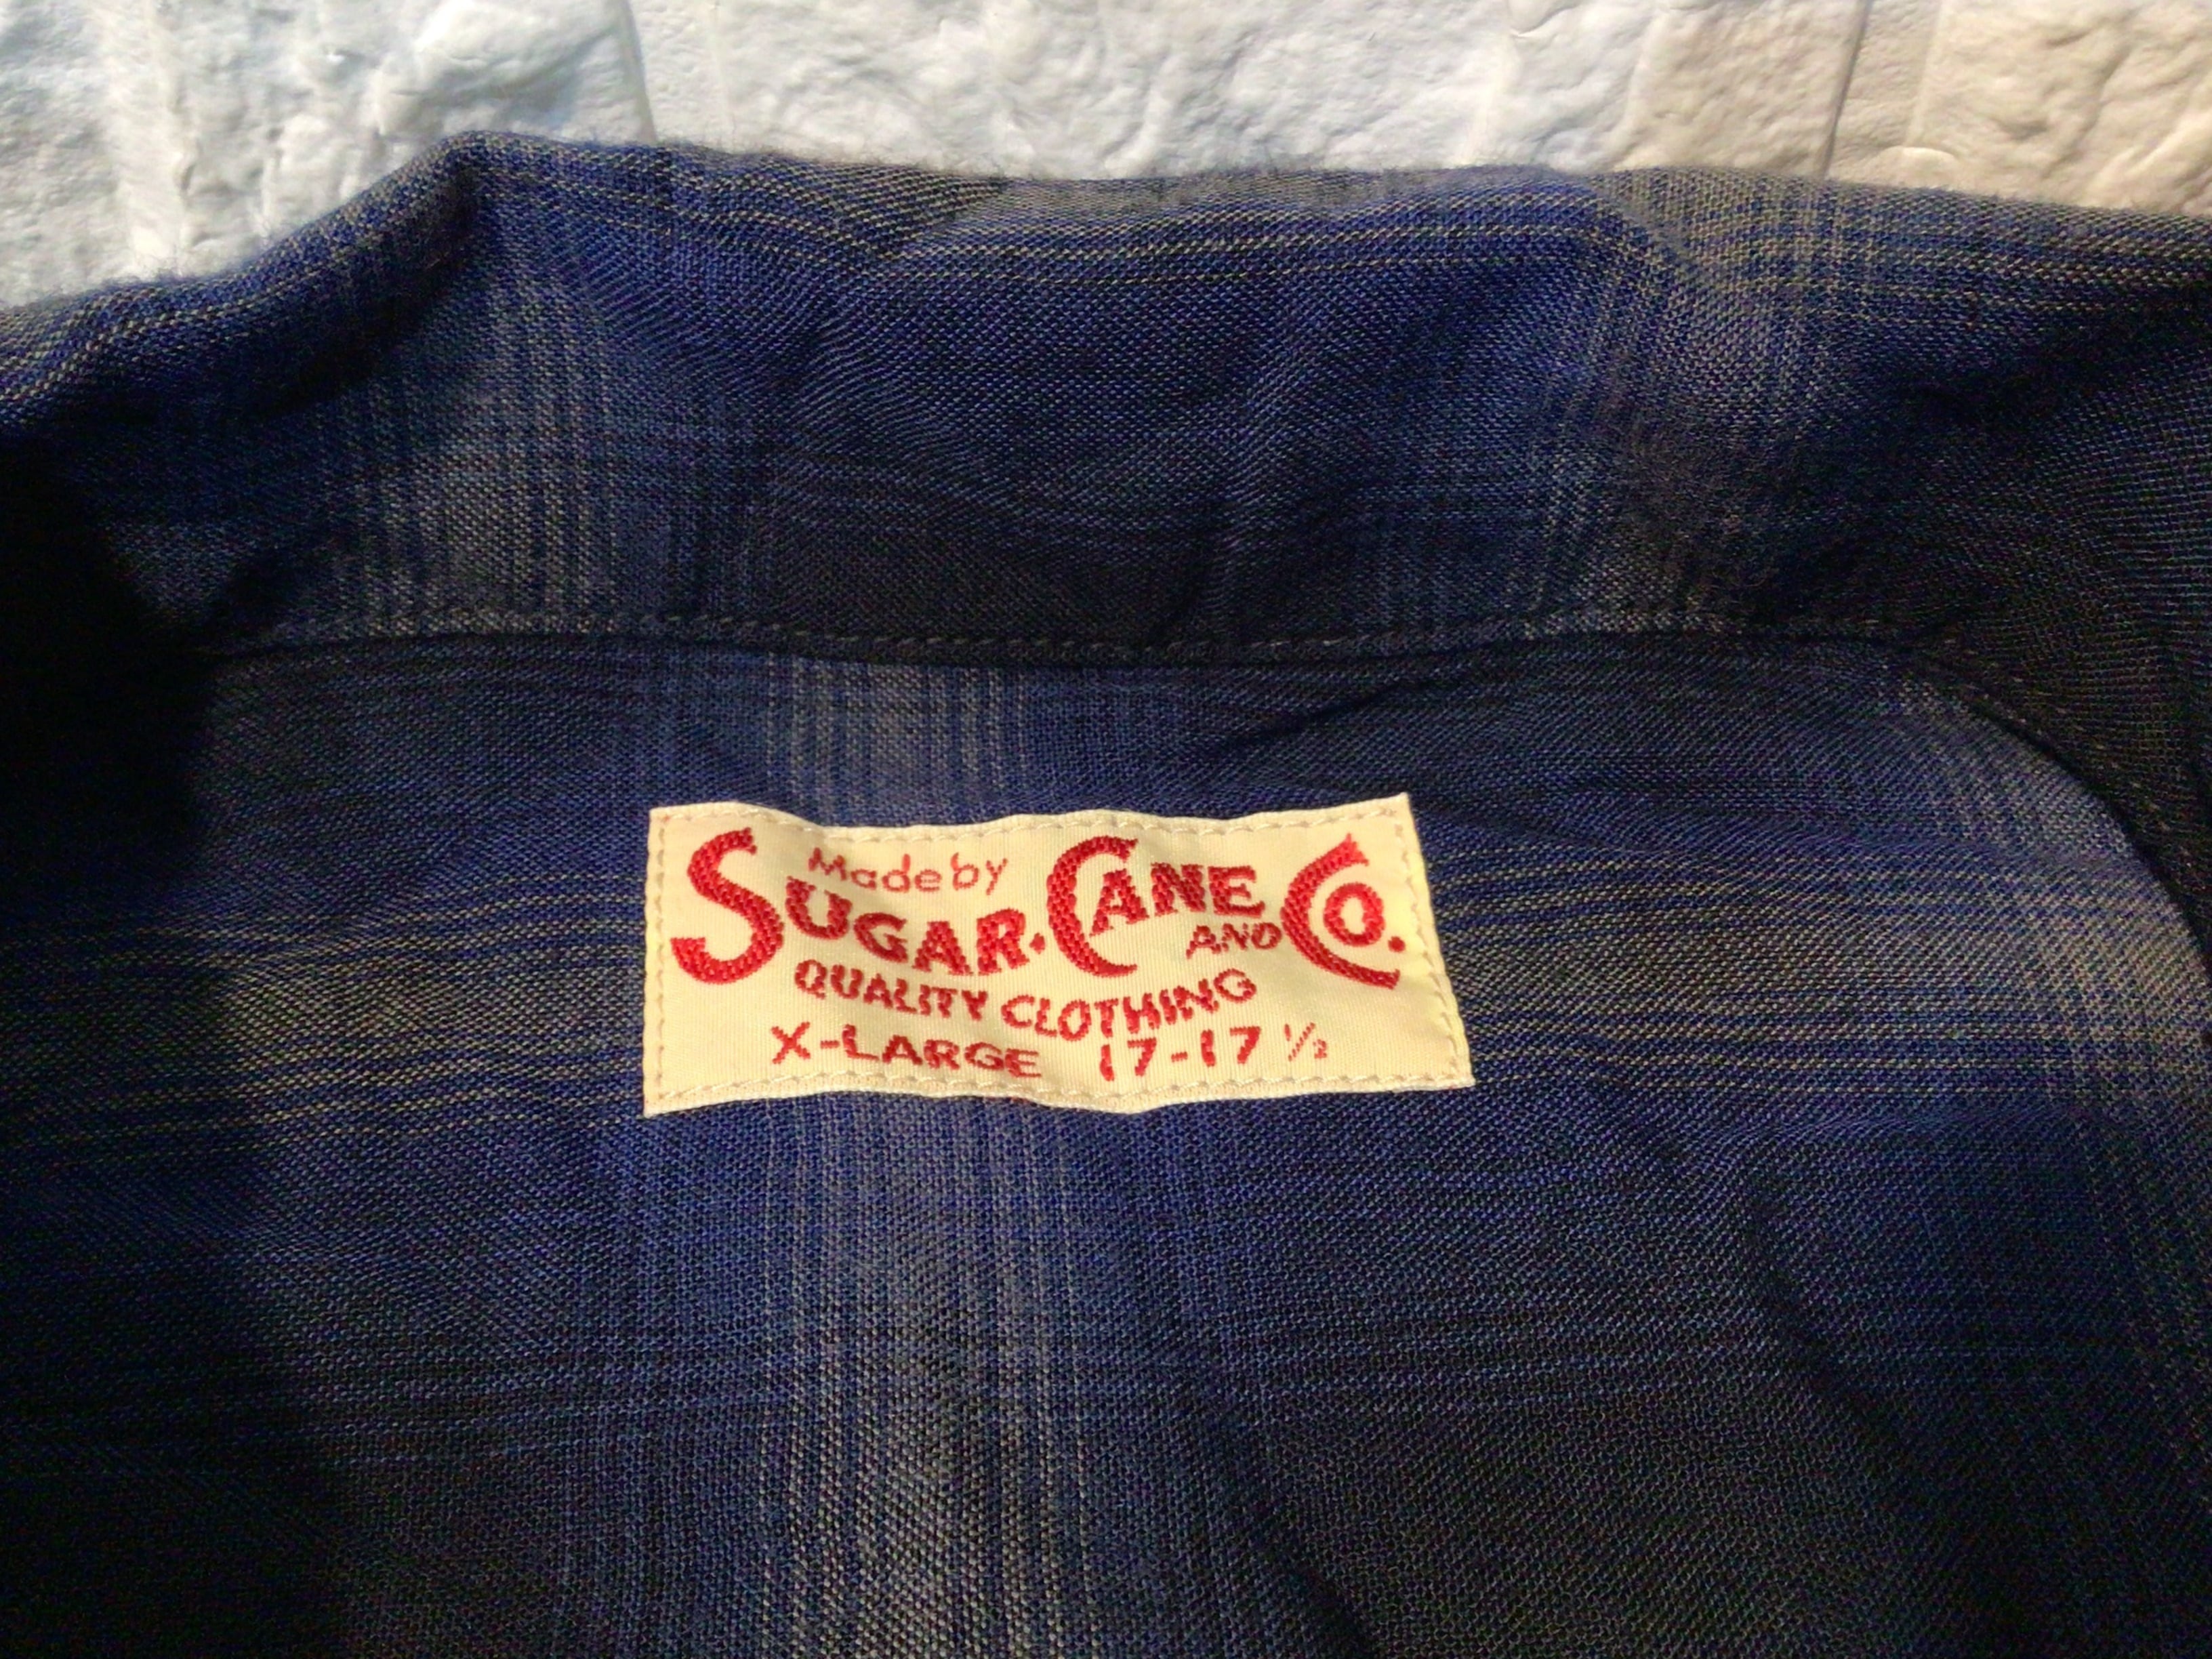 Made by
SUGAR·CANE AND CO.
QUALITY CLOTHING
X-LARGE 17-17 1/2